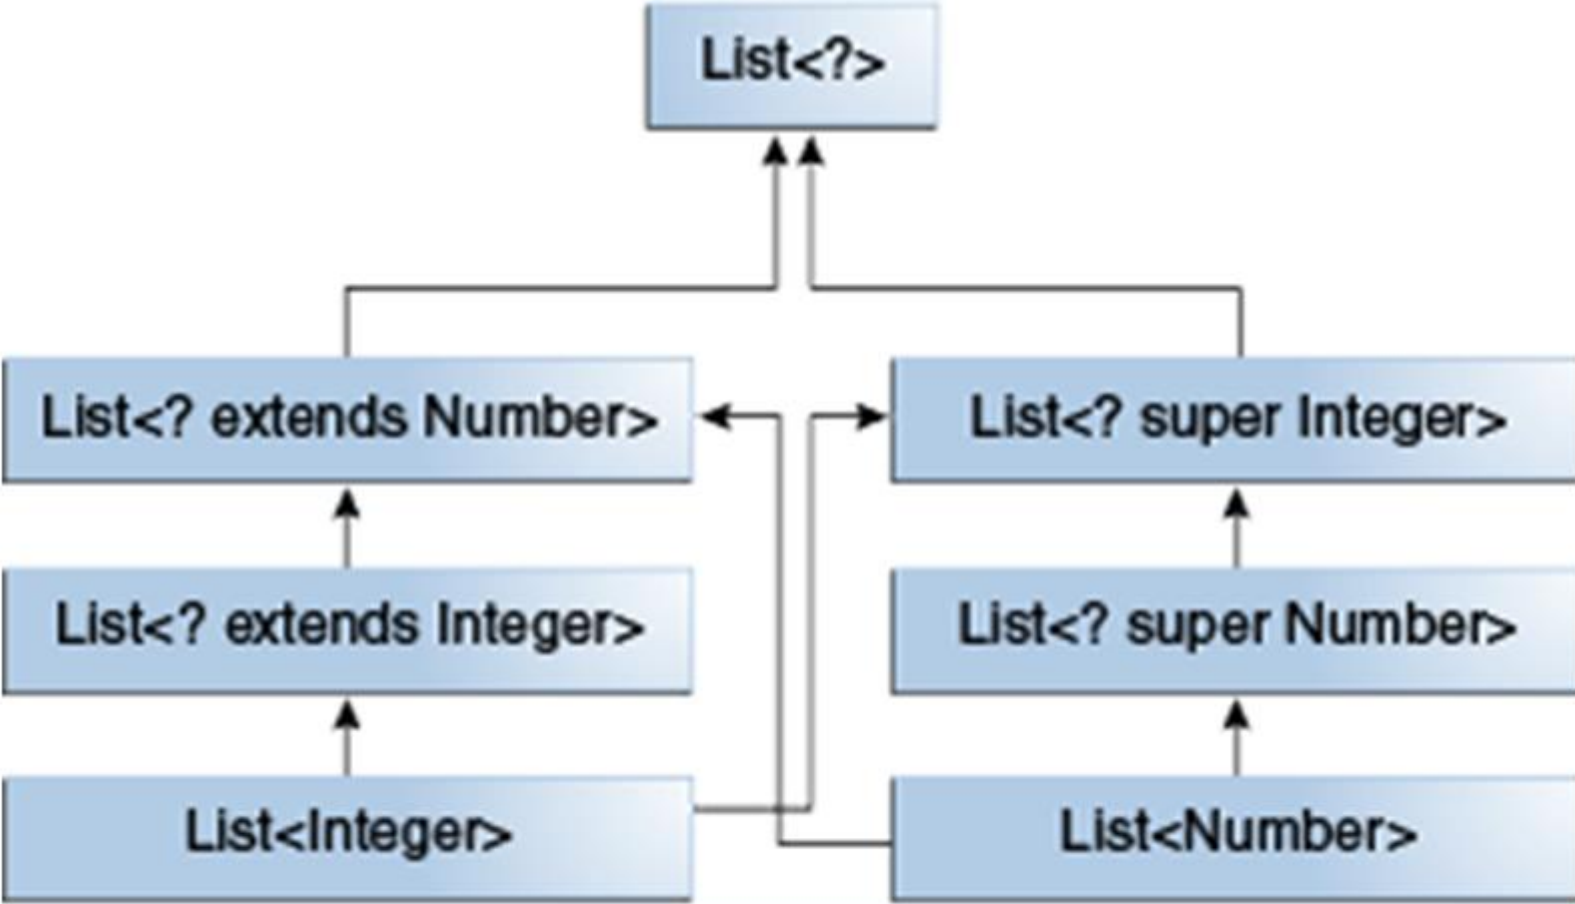 List<?>
List<? extends Number>
List<? super Integer>
List<? extends Integer>
List<? super Number>
List<Integer>
List<Number>